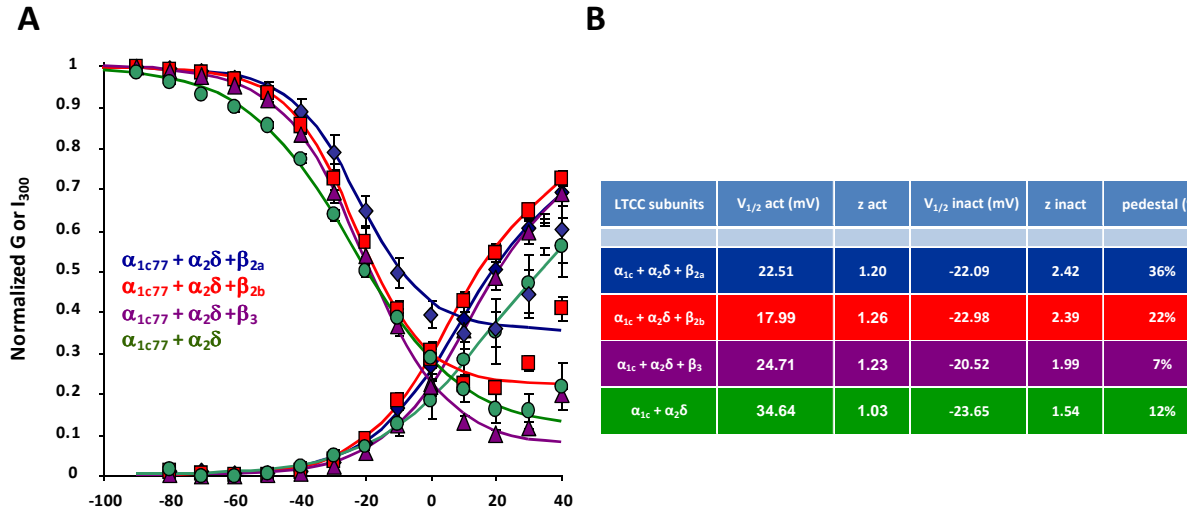 A
B
Normalized G or I300
1
0.9
0.8
0.7
0.6
0.5
0.4
0.3
0.2
0.1
0
-100 -80 -60 -40 -20 0 20 40
α1c77 + α2δ +β2a
α1c77 + α2δ +β2b
α1c77 + α2δ +β3
α1c77 + α2δ
LTCC subunits V1/2 act (mV) z act V1/2 inact (mV) z inact pedestal (
α1c + α2δ + β2a 22.51 1.20 -22.09 2.42 36%
α1c + α2δ + β2b 17.99 1.26 -22.98 2.39 22%
α1c + α2δ + β3 24.71 1.23 -20.52 1.99 7%
α1c + α2δ 34.64 1.03 -23.65 1.54 12%